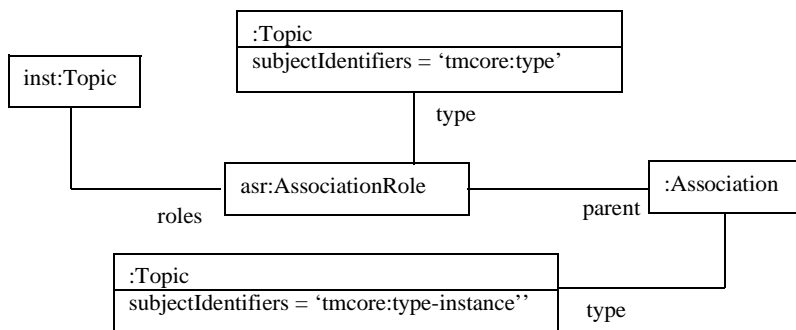 :Topic
subjectIdentifiers = ‘tmcore:type’
inst:Topic
type
asr:AssociationRole
:Association
roles
parent
:Topic
subjectIdentifiers = ‘tmcore:type-instance’’
type